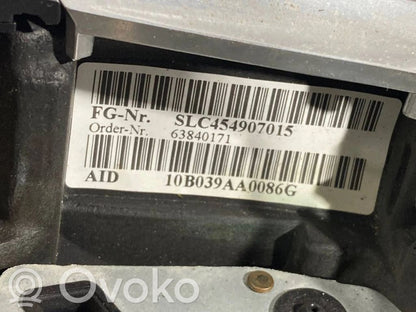 FG-Nr. SLC454907015
Order-Nr. 63840171
AID 10B039AA0086G
OVOKO